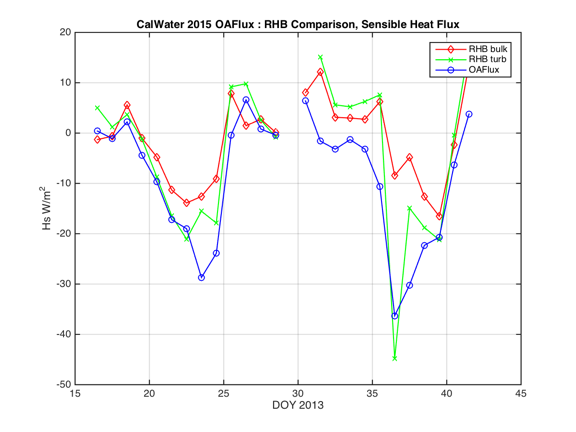 CalWater 2015 OAFlux : RHB Comparison, Sensible Heat Flux
RHB bulk
RHB turb
OAFlux
Hs W/m2
20
10
0
-10
-20
-30
-40
-50
15
20
25
30
35
40
45
DOY 2013